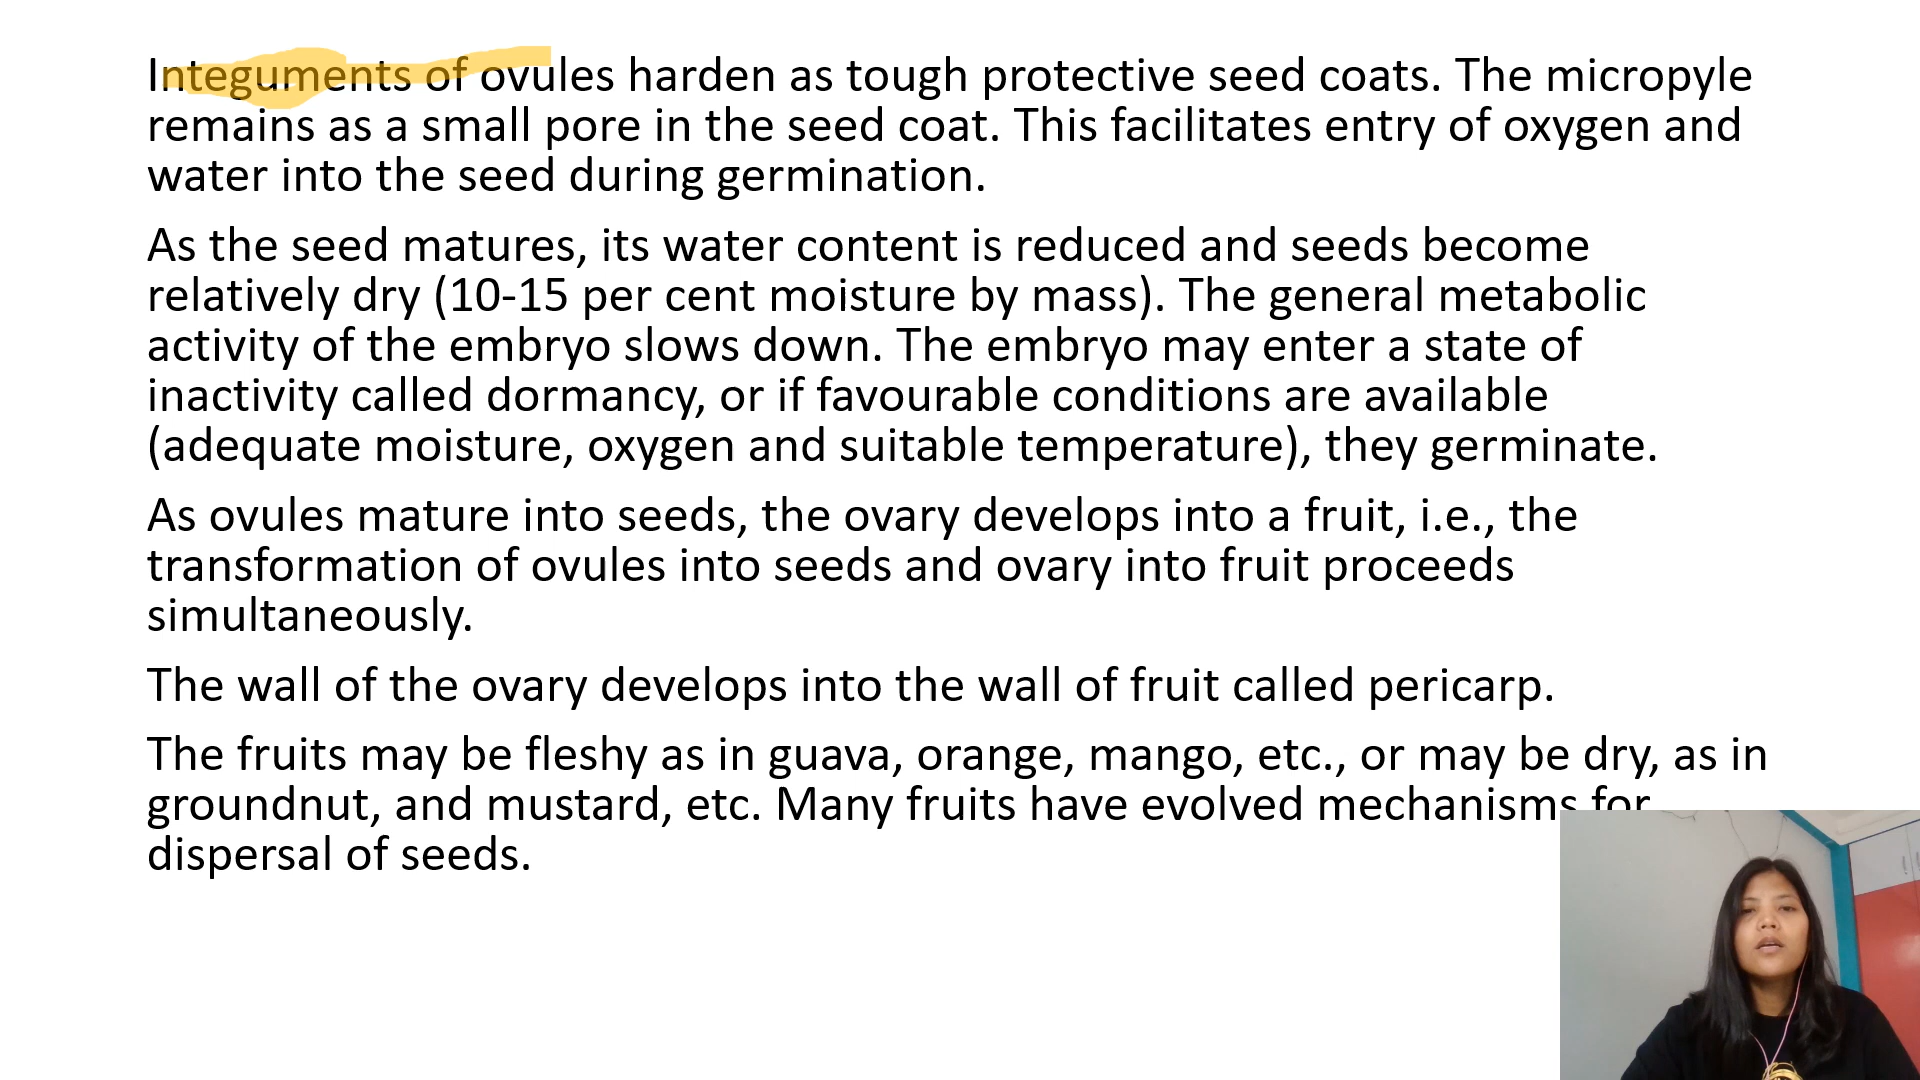 Integuments of ovules harden as tough protective seed coats. The micropyle
remains as a small pore in the seed coat. This facilitates entry of oxygen and
water into the seed during germination.
As the seed matures, its water content is reduced and seeds become
relatively dry (10-15 per cent moisture by mass). The general metabolic
activity of the embryo slows down. The embryo may enter a state of
inactivity called dormancy, or if favourable conditions are available
(adequate moisture, oxygen and suitable temperature), they germinate.
As ovules mature into seeds, the ovary develops into a fruit, i.e., the
transformation of ovules into seeds and ovary into fruit proceeds
simultaneously.
The wall of the ovary develops into the wall of fruit called pericarp.
The fruits may be fleshy as in guava, orange, mango, etc., or may be dry, as in
groundnut, and mustard, etc. Many fruits have evolved mechanisms for
dispersal of seeds.